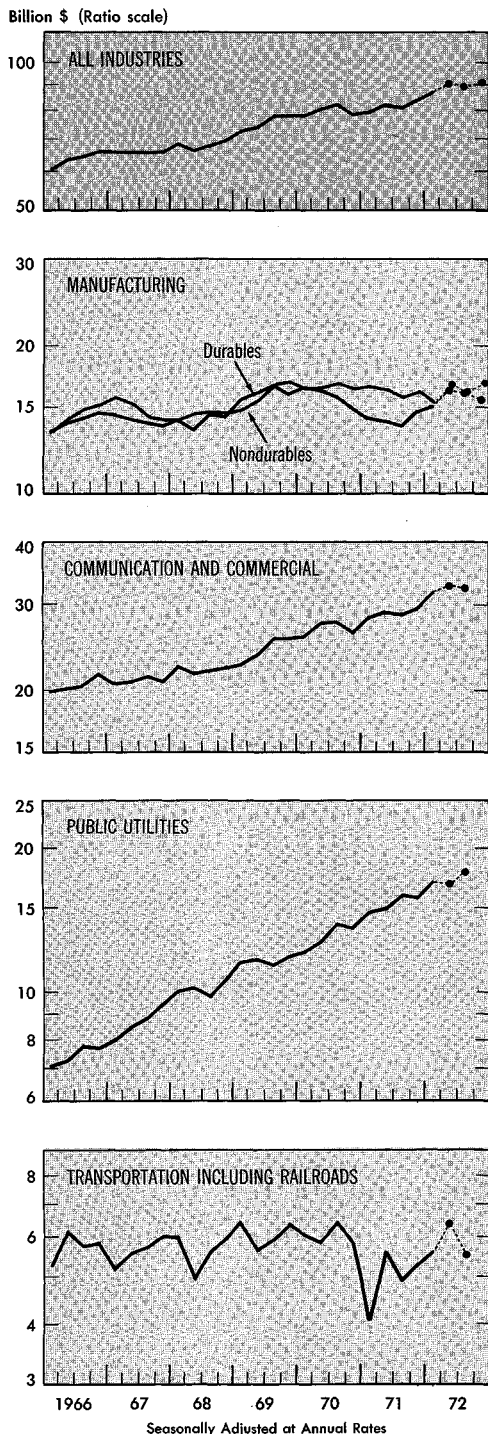 Billion $ (Ratio scale)
ALL INDUSTRIES
100
50
30
MANUFACTURING
20
Durables
15
Nondurables
10
40
COMMUNICATION AND COMMERCIAL
30
20
15
25
PUBLIC UTILITIES
20
15
10
8
6
8
TRANSPORTATION INCLUDING RAILROADS
6
4
3
1966 67 68 69 70 71 72
Seasonally Adjusted at Annual Rates